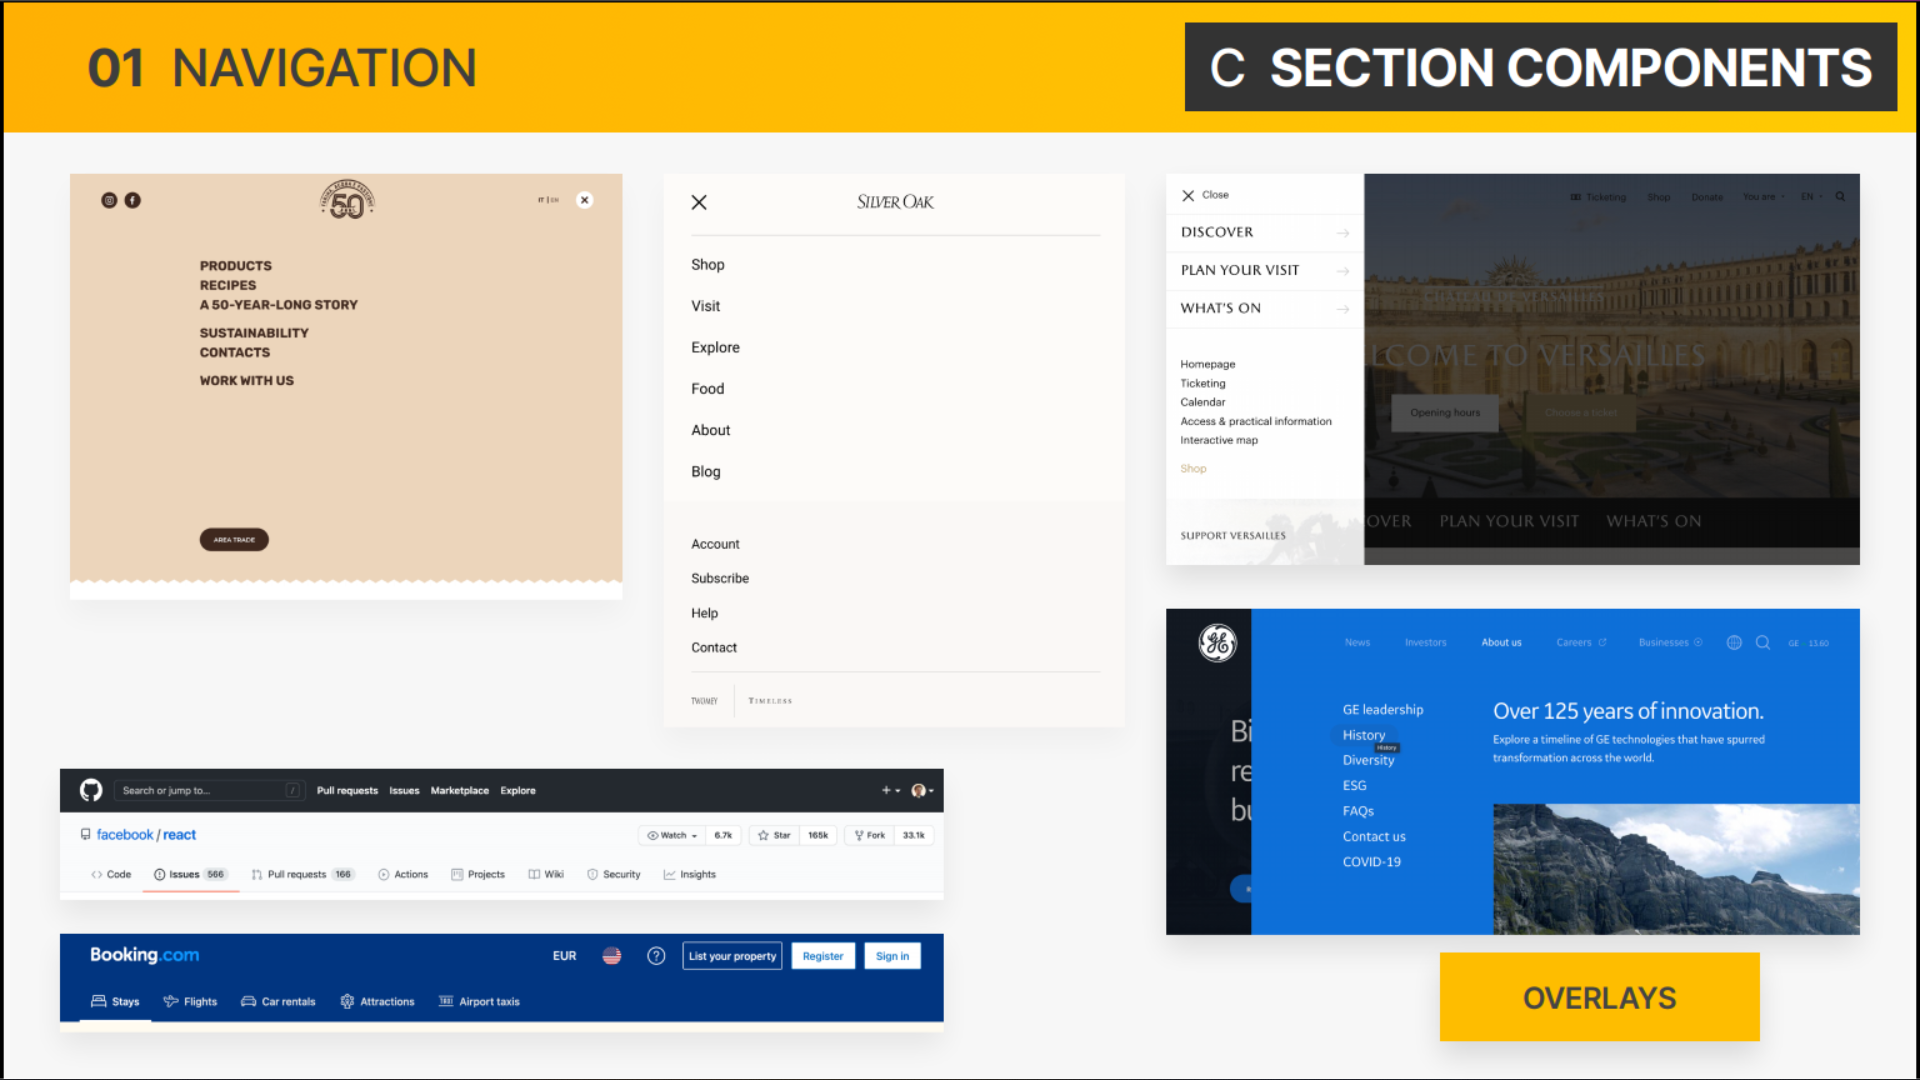 01 NAVIGATION
C SECTION COMPONENTS
50
IT | EN
PRODUCTS
RECIPES
A 50-YEAR-LONG STORY
SUSTAINABILITY
CONTACTS
WORK WITH US
AREA TRADE
SILVER OAK
Shop
Visit
Explore
Food
About
Blog
Account
Subscribe
Help
Contact
TWOMEY
TIMELESS
Close
DISCOVER
PLAN YOUR VISIT
WHAT'S ON
Homepage
Ticketing
Calendar
Access & practical information
Interactive map
Shop
SUPPORT VERSAILLES
Ticketing Shop Donate You are EN
CHATEAU DE VERSAILLES
LCOME TO VERSAILLES
Opening hours
Choose a ticket
OVER PLAN YOUR VISIT WHAT'S ON
GE
Bi
re
bu
News Investors About us Careers Businesses GE 13.60
GE leadership
History
History
Diversity
ESG
FAQs
Contact us
COVID-19
Over 125 years of innovation.
Explore a timeline of GE technologies that have spurred
transformation across the world.
Search or jump to... / Pull requests Issues Marketplace Explore
facebook / react
Watch 6.7k Star 165k Fork 33.1k
Code Issues 566 Pull requests 166 Actions Projects Wiki Security Insights
Booking.com
EUR ? List your property Register Sign in
Stays Flights Car rentals Attractions TAXI Airport taxis
OVERLAYS